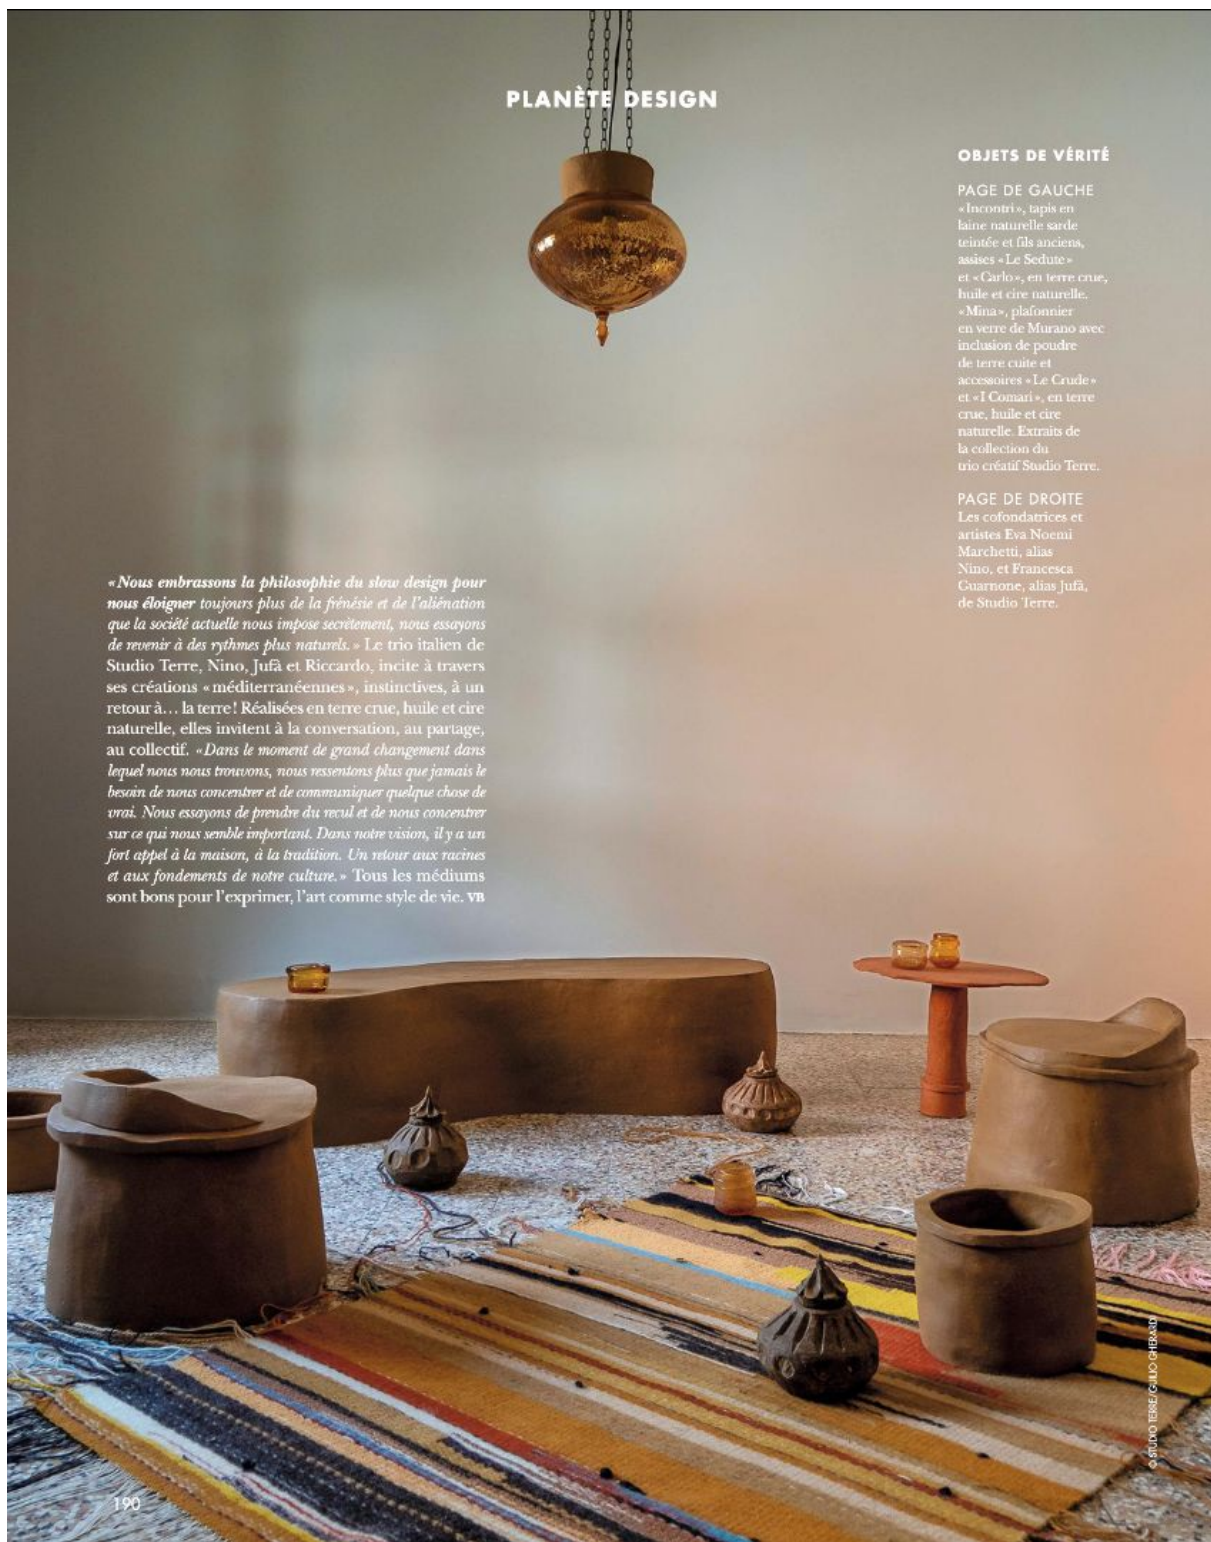 PLANÈTE DESIGN
OBJETS DE VÉRITÉ
PAGE DE GAUCHE
«Incontri», tapis en
laine naturelle sarde
teintée et fils anciens,
assises «Le Sedute»
et «Carlo», en terre crue,
huile et cire naturelle.
«Mina», plafonnier
en verre de Murano avec
inclusion de poudre
de terre cuite et
accessoires «Le Crude»
et «I Comari», en terre
crue, huile et cire
naturelle. Extraits de
la collection du
trio créatif Studio Terre.
PAGE DE DROITE
Les cofondatrices et
artistes Eva Noemi
Marchetti, alias
Nino, et Francesca
Guarnone, alias Jufà,
de Studio Terre.
«Nous embrassons la philosophie du slow design pour
nous éloigner toujours plus de la frénésie et de l'aliénation
que la société actuelle nous impose secrètement, nous essayons
de revenir à des rythmes plus naturels.» Le trio italien de
Studio Terre, Nino, Jufà et Riccardo, incite à travers
ses créations «méditerranéennes», instinctives, à un
retour à... la terre! Réalisées en terre crue, huile et cire
naturelle, elles invitent à la conversation, au partage,
au collectif. «Dans le moment de grand changement dans
lequel nous nous trouvons, nous ressentons plus que jamais le
besoin de nous concentrer et de communiquer quelque chose de
vrai. Nous essayons de prendre du recul et de nous concentrer
sur ce qui nous semble important. Dans notre vision, il y a un
fort appel à la maison, à la tradition. Un retour aux racines
et aux fondements de notre culture.» Tous les médiums
sont bons pour l'exprimer, l'art comme style de vie. VB
© STUDIO TERRE/GUILIO GHERARDI
190